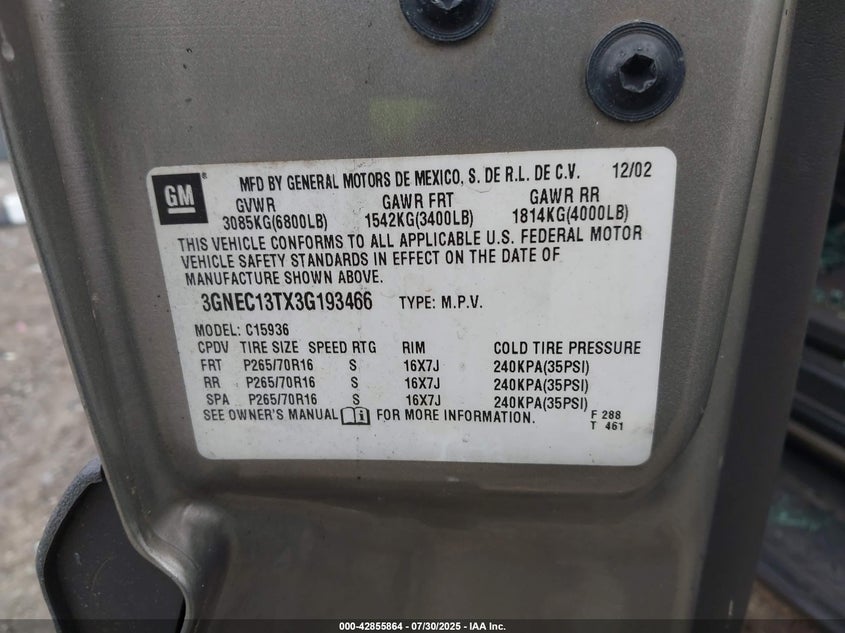 GM ®
MFD BY GENERAL MOTORS DE MEXICO, S. DE R.L. DE C.V. 12/02
GVWR GAWR FRT GAWR RR
3085KG(6800LB) 1542KG(3400LB) 1814KG(4000LB)
THIS VEHICLE CONFORMS TO ALL APPLICABLE U.S. FEDERAL MOTOR
VEHICLE SAFETY STANDARDS IN EFFECT ON THE DATE OF
MANUFACTURE SHOWN ABOVE.
3GNEC13TX3G193466 TYPE: M.P.V.
MODEL: C15936
CPDV TIRE SIZE SPEED RTG RIM COLD TIRE PRESSURE
FRT P265/70R16 S 16X7J 240KPA(35PSI)
RR P265/70R16 S 16X7J 240KPA(35PSI)
SPA P265/70R16 S 16X7J 240KPA(35PSI)
SEE OWNER'S MANUAL FOR MORE INFORMATION. F 288
T 461
000-42855864 / 07/30/2025 - IAA Inc.